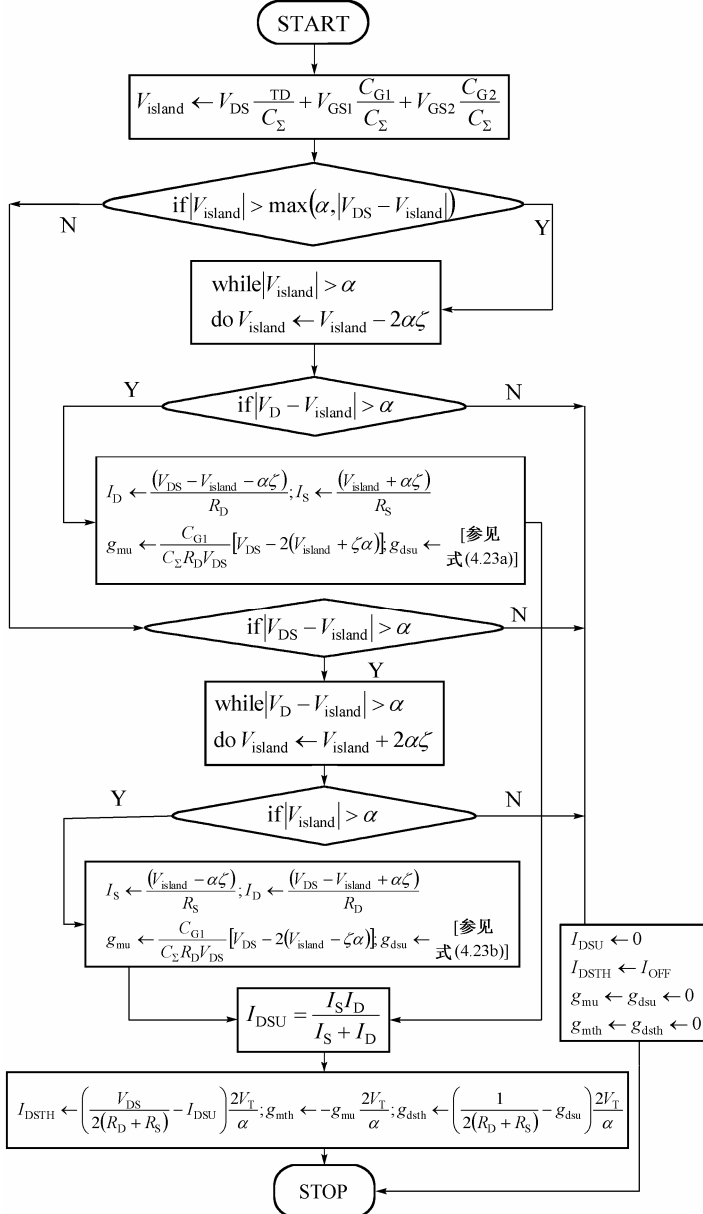 START
V_island ← V_DS TD/C_Σ + V_GS1 C_G1/C_Σ + V_GS2 C_G2/C_Σ
if|V_island| > max(α,|V_DS − V_island|)
N
Y
while|V_island| > α
do V_island ← V_island − 2αζ
Y
N
if|V_D − V_island| > α
I_D ← (V_DS − V_island − αζ)/R_D; I_S ← (V_island + αζ)/R_S
g_mu ← C_G1/(C_Σ R_D V_DS) [V_DS − 2(V_island + ζα)]; g_dsu ← [参见
式(4.23a)]
if|V_DS − V_island| > α
N
Y
while|V_D − V_island| > α
do V_island ← V_island + 2αζ
Y
N
if|V_island| > α
I_S ← (V_island − αζ)/R_S; I_D ← (V_DS − V_island + αζ)/R_D
g_mu ← C_G1/(C_Σ R_D V_DS) [V_DS − 2(V_island − ζα)]; g_dsu ← [参见
式(4.23b)]
I_DSU ← 0
I_DSTH ← I_OFF
g_mu ← g_dsu ← 0
g_mth ← g_dsth ← 0
I_DSU = I_S I_D/(I_S + I_D)
I_DSTH ← (V_DS/(2(R_D + R_S)) − I_DSU) 2V_T/α; g_mth ← −g_mu 2V_T/α; g_dsth ← (1/(2(R_D + R_S)) − g_dsu) 2V_T/α
STOP